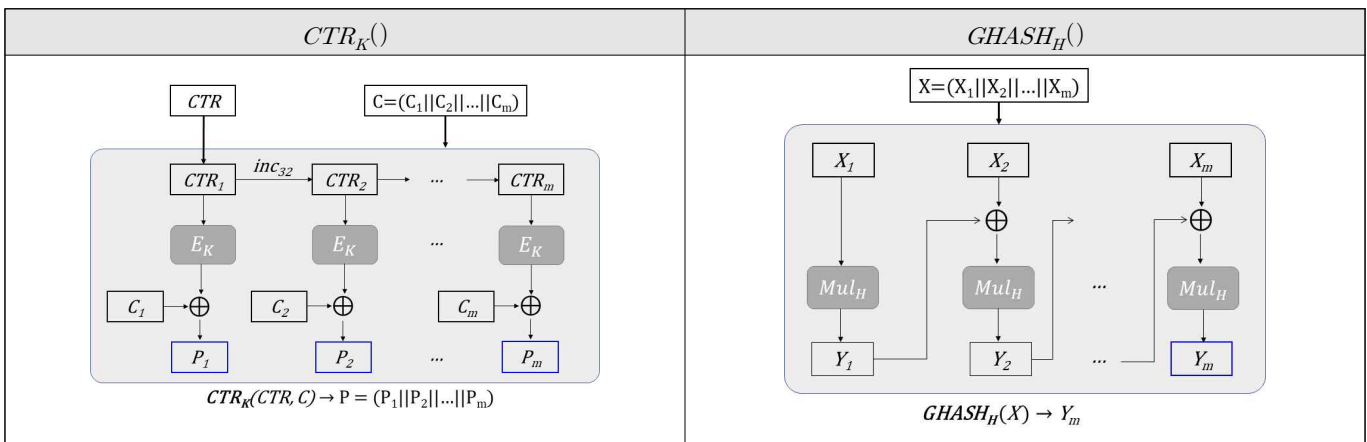 CTR_K()
GHASH_H()
CTR
C=(C_1||C_2||...||C_m)
CTR_1
inc_32
CTR_2
...
CTR_m
E_K
E_K
...
E_K
C_1
⊕
C_2
⊕
C_m
⊕
P_1
P_2
...
P_m
CTR_K(CTR, C) → P = (P_1||P_2||...||P_m)
X=(X_1||X_2||...||X_m)
X_1
X_2
X_m
⊕
⊕
Mul_H
Mul_H
...
Mul_H
Y_1
Y_2
...
Y_m
GHASH_H(X) → Y_m